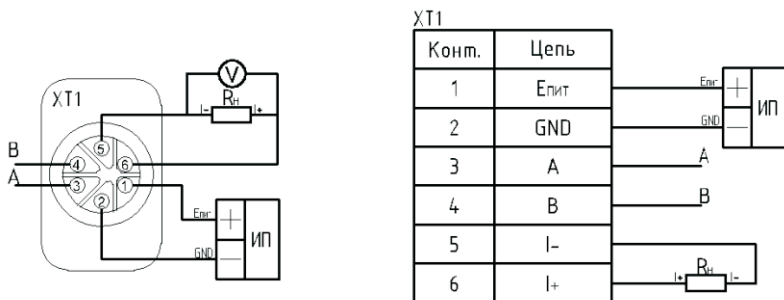 XT1
V
I- Rн I+
5
B
4 6
A
3 1
2
Eпит + ИП
GND −
XT1
Конт. Цепь
1 Eпит Eпит + ИП
2 GND GND −
3 A A
4 B B
5 I-
6 I+ I+ Rн I-